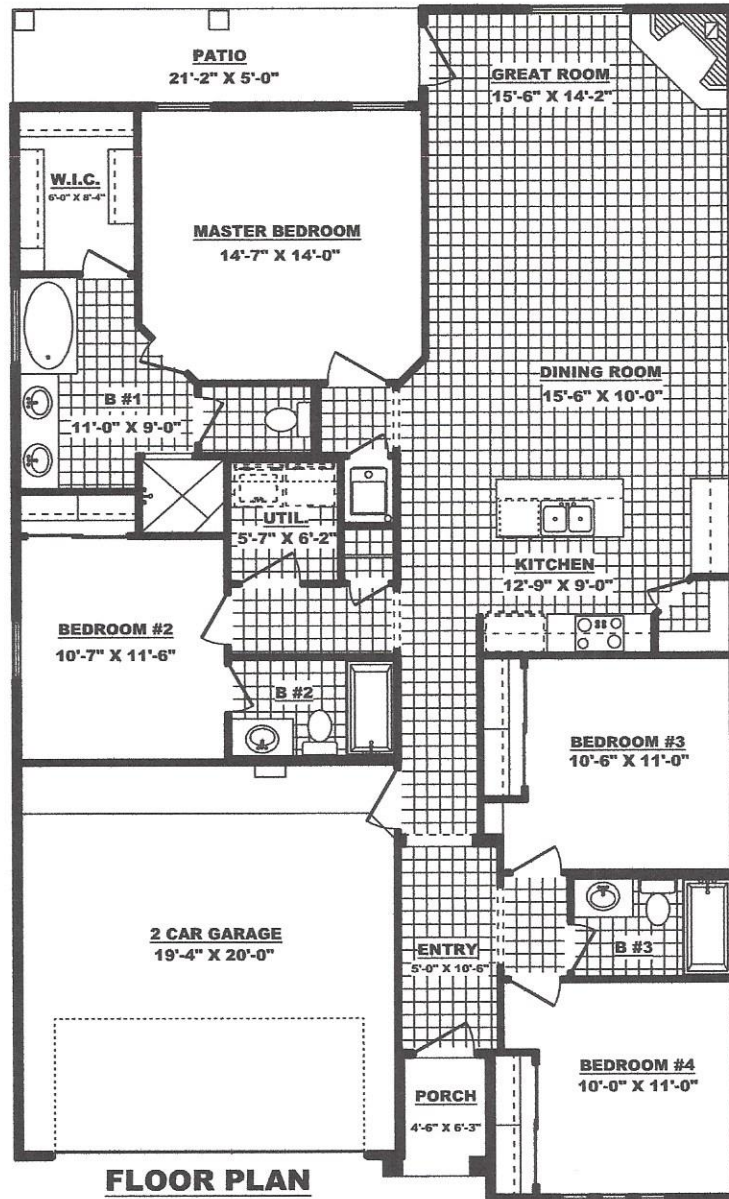 PATIO
21'-2" X 5'-0"
GREAT ROOM
15'-6" X 14'-2"
W.I.C.
6'-0" X 8'-4"
MASTER BEDROOM
14'-7" X 14'-0"
DINING ROOM
15'-6" X 10'-0"
B #1
11'-0" X 9'-0"
UTIL.
5'-7" X 6'-2"
KITCHEN
12'-9" X 9'-0"
BEDROOM #2
10'-7" X 11'-6"
B #2
BEDROOM #3
10'-6" X 11'-0"
2 CAR GARAGE
19'-4" X 20'-0"
ENTRY
5'-0" X 10'-6"
B #3
BEDROOM #4
10'-0" X 11'-0"
PORCH
4'-6" X 6'-3"
FLOOR PLAN